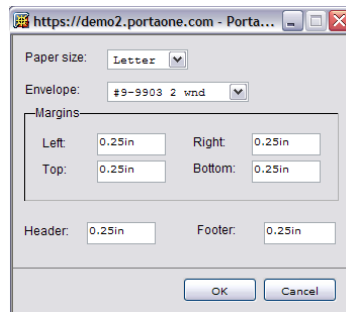 https://demo2.portaone.com - Porta...
Paper size: Letter
Envelope: #9-9903 2 wnd
Margins
Left: 0.25in Right: 0.25in
Top: 0.25in Bottom: 0.25in
Header: 0.25in Footer: 0.25in
OK Cancel